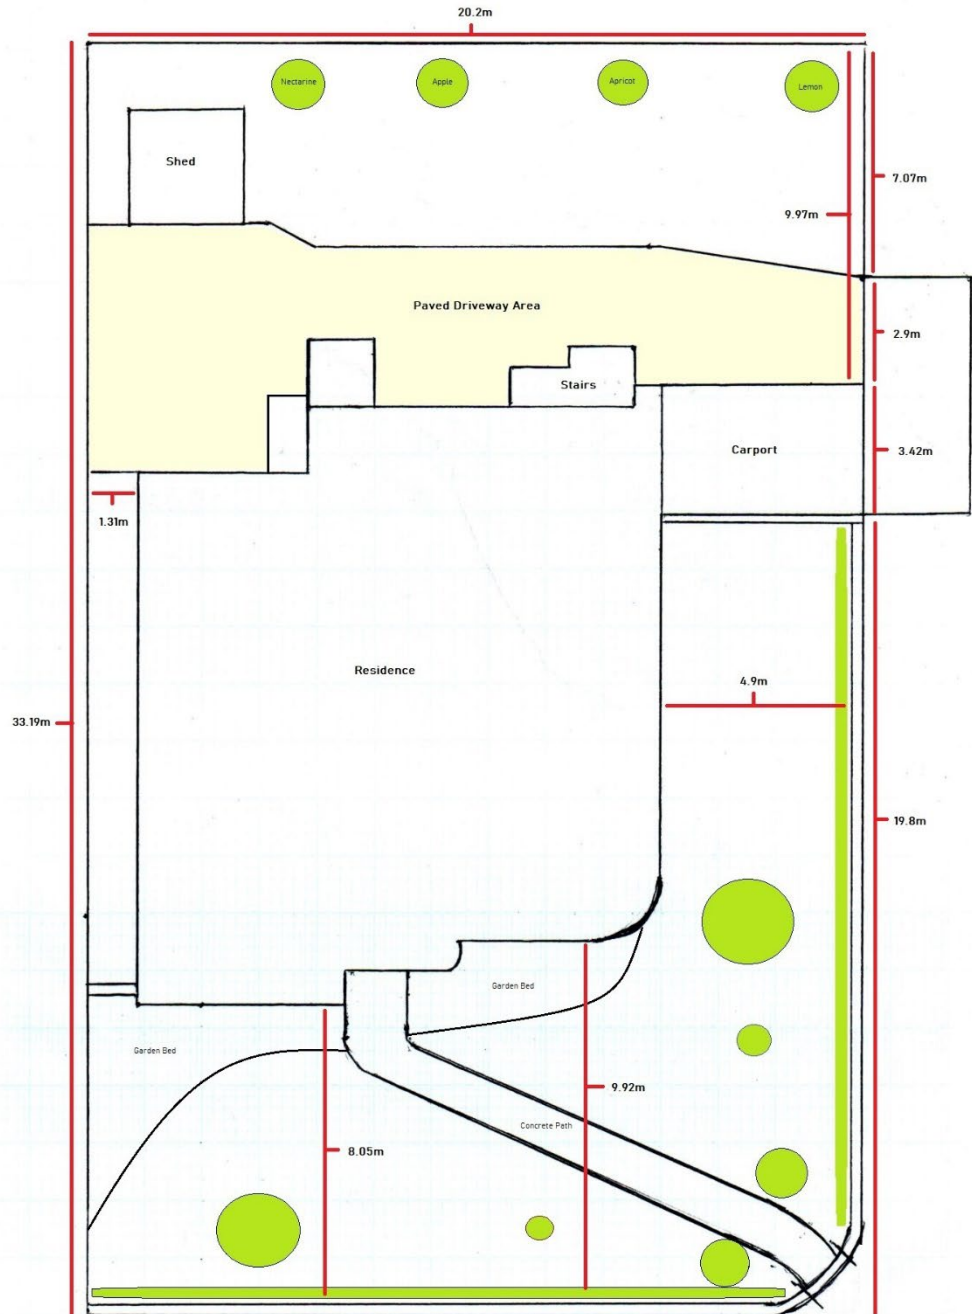 20.2m
Nectarine
Apple
Apricot
Lemon
Shed
7.07m
9.97m
Paved Driveway Area
2.9m
Stairs
Carport
3.42m
1.31m
Residence
4.9m
33.19m
19.8m
Garden Bed
Garden Bed
9.92m
Concrete Path
8.05m